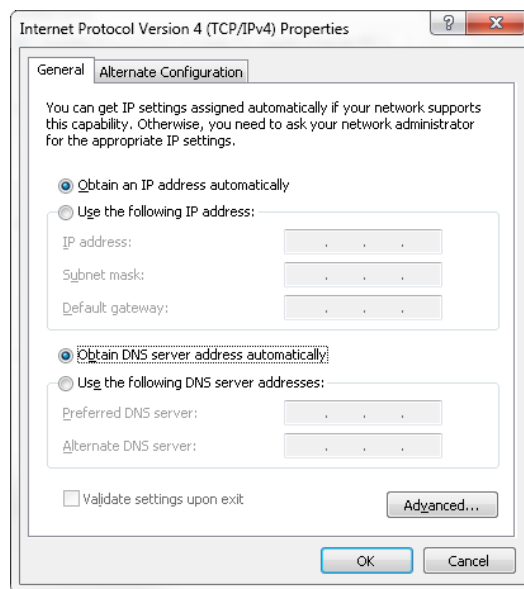 Internet Protocol Version 4 (TCP/IPv4) Properties
General
Alternate Configuration
You can get IP settings assigned automatically if your network supports
this capability. Otherwise, you need to ask your network administrator
for the appropriate IP settings.
Obtain an IP address automatically
Use the following IP address:
IP address:
Subnet mask:
Default gateway:
Obtain DNS server address automatically
Use the following DNS server addresses:
Preferred DNS server:
Alternate DNS server:
Validate settings upon exit
Advanced...
OK
Cancel